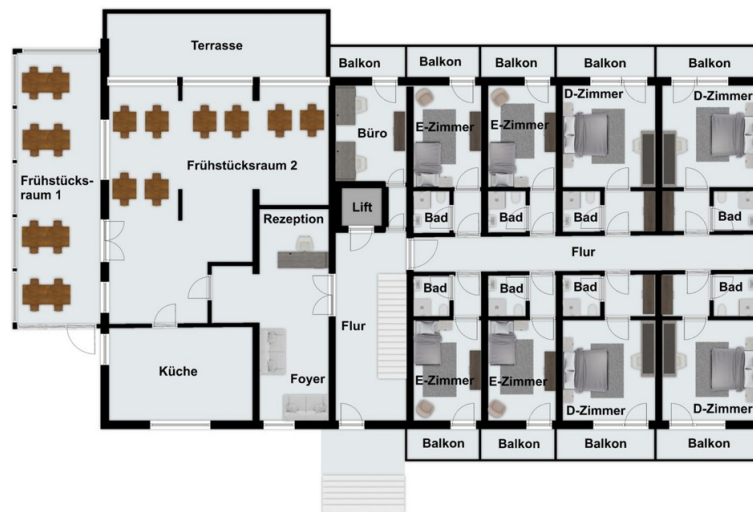 Terrasse
Balkon
Balkon
Balkon
Balkon
Balkon
D-Zimmer
D-Zimmer
E-Zimmer
E-Zimmer
Büro
Frühstücksraum 2
Frühstücks-
raum 1
Lift
Rezeption
Bad
Bad
Bad
Bad
Flur
Flur
Bad
Bad
Bad
Bad
Küche
Foyer
E-Zimmer
E-Zimmer
D-Zimmer
D-Zimmer
Balkon
Balkon
Balkon
Balkon